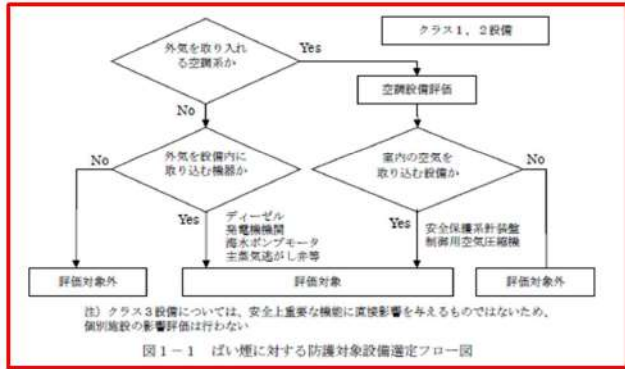 クラス1，2設備
外気を取り入れ
る空調系か
Yes
空調設備評価
No
外気を設備内に
取り込む機器か
No
室内の空気を
取り込む設備か
No
Yes
ディーゼル
発電機機関
海水ポンプモータ
主蒸気逃がし弁等
Yes
安全保護系計装盤
制御用空気圧縮機
評価対象外
評価対象
評価対象外
注）クラス3設備については、安全上重要な機能に直接影響を与えるものではないため、
個別施設の影響評価は行わない
図1－1　ばい煙に対する防護対象設備選定フロー図